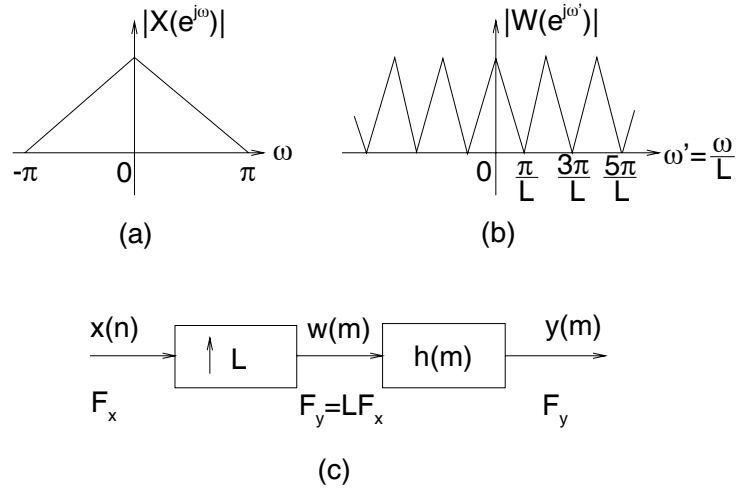 |X(e^jω)|
-π 0 π ω
(a)
|W(e^jω')|
0 π/L 3π/L 5π/L ω'=ω/L
(b)
x(n) ↑ L w(m) h(m) y(m)
F_x F_y=LF_x F_y
(c)